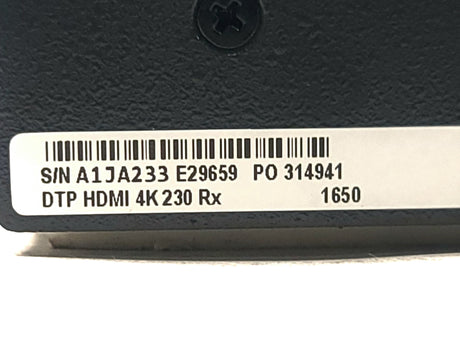 S/N A1JA233 E29659 PO 314941
DTP HDMI 4K 230 Rx 1650